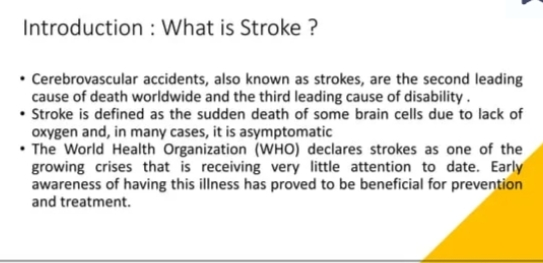 Introduction : What is Stroke ?
• Cerebrovascular accidents, also known as strokes, are the second leading
cause of death worldwide and the third leading cause of disability .
• Stroke is defined as the sudden death of some brain cells due to lack of
oxygen and, in many cases, it is asymptomatic
• The World Health Organization (WHO) declares strokes as one of the
growing crises that is receiving very little attention to date. Early
awareness of having this illness has proved to be beneficial for prevention
and treatment.